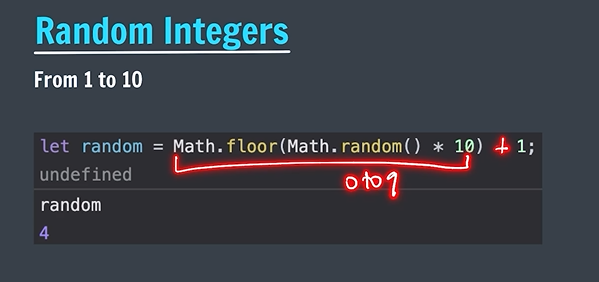 Random Integers
From 1 to 10
let random = Math.floor(Math.random() * 10) + 1;
undefined
0 to 9
random
4